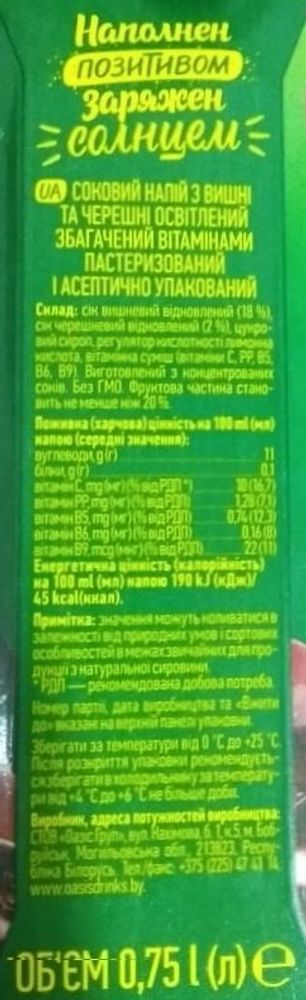 Наполнен
ПОЗИТИВОМ
Заряжен
солнцем
UA СОКОВИЙ НАПІЙ З ВИШНІ
ТА ЧЕРЕШНІ ОСВІТЛЕНИЙ
ЗБАГАЧЕНИЙ ВІТАМІНАМИ
ПАСТЕРИЗОВАНИЙ
І АСЕПТИЧНО УПАКОВАНИЙ
Склад: сік вишневий відновлений (18 %),
сік черешневий відновлений (2 %), цукро-
вий сироп, регулятор кислотності лимонна
кислота, вітамінна суміш (вітаміни С, РР, В5,
В6, В9). Виготовлений з концентрованих
соків. Без ГМО. Фруктова частина стано-
вить не менше ніж 20 %.
Поживна (харчова) цінність на 100 ml (мл)
напою (середні значення):
вуглеводи, g (г) 11
білки, g (г) 0,1
вітамін С, mg (мг) (% від РДП*) 10 (16,7)
вітамін РР, mg (мг) (% від РДП) 1,28 (7,1)
вітамін В5, mg (мг) (% від РДП) 0,74 (12,3)
вітамін В6, mg (мг) (% від РДП) 0,16 (8)
вітамін В9, mcg (мкг) (% від РДП) 22 (11)
Енергетична цінність (калорійність)
на 100 ml (мл) напою 190 kJ (кДж)/
45 kcal(ккал).
Примітка: значення можуть коливатися в
залежності від природних умов і сортових
особливостей в межах звичайних для про-
дукції з натуральної сировини.
* РДП — рекомендована добова потреба.
Номер партії, дата виробництва та «Вжити
до» вказані на верхній панелі упаковки.
Зберігати за температури від 0 °С до +25 °С.
Після розкриття упаковки рекомендуєть-
ся зберігати в холодильнику за температу-
ри від +4 °С до +6 °С не більше доби.
Виробник, адреса потужностей виробництва:
СТОВ «Оазіс Груп», вул. Нахімова, б. 1, к.5, м. Боб-
руйськ, Могильовська обл., 213823, Респу-
бліка Білорусь. Тел./факс: +375 (225) 47 41 14.
www.oasisdrinks.by.
ОБ'ЄМ 0,75 l (л) ℮